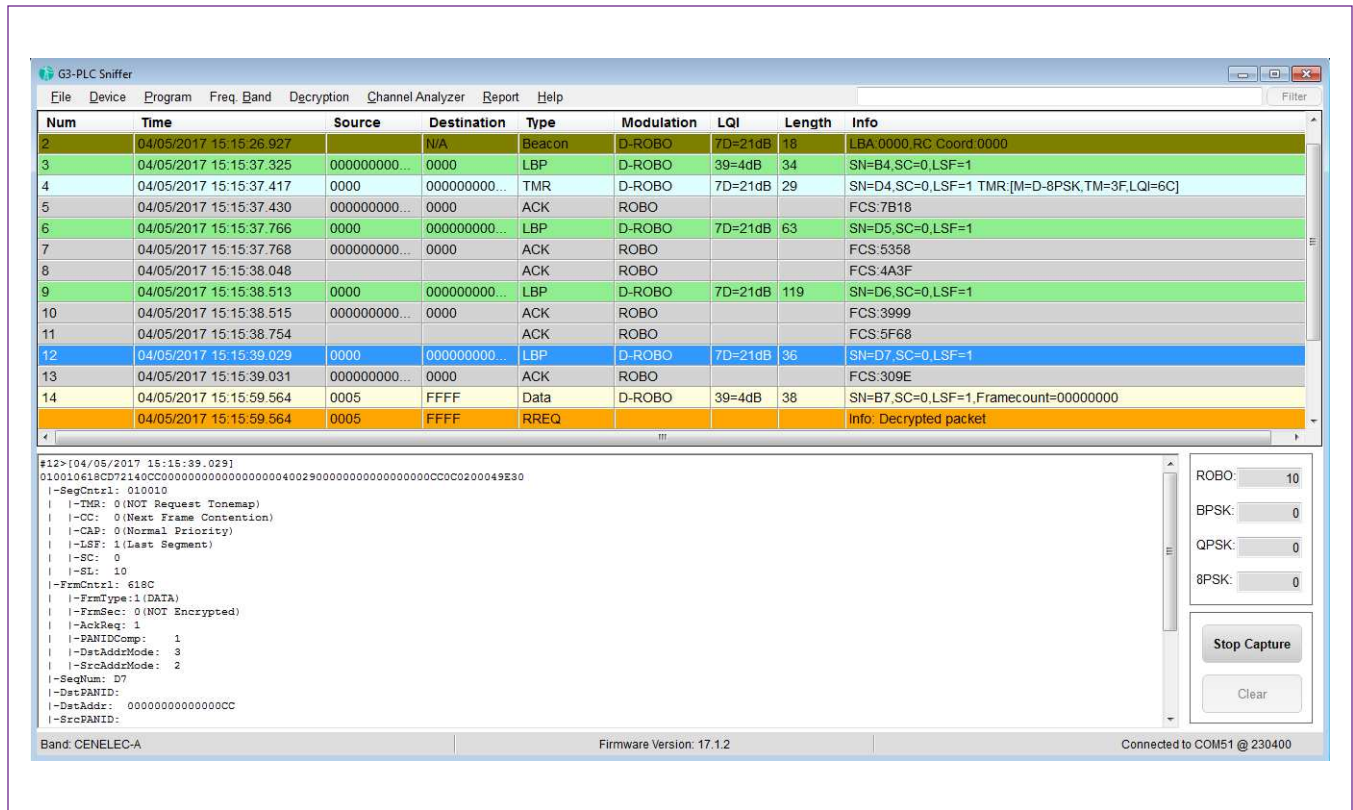 G3-PLC Sniffer
File Device Program Freq. Band Decryption Channel Analyzer Report Help Filter
Num Time Source Destination Type Modulation LQI Length Info
2 04/05/2017 15:15:26.927 N/A Beacon D-ROBO 7D=21dB 18 LBA:0000,RC Coord:0000
3 04/05/2017 15:15:37.325 000000000... 0000 LBP D-ROBO 39=4dB 34 SN=B4,SC=0,LSF=1
4 04/05/2017 15:15:37.417 0000 000000000... TMR D-ROBO 7D=21dB 29 SN=D4,SC=0,LSF=1 TMR:[M=D-8PSK,TM=3F,LQI=6C]
5 04/05/2017 15:15:37.430 000000000... 0000 ACK ROBO FCS:7B18
6 04/05/2017 15:15:37.766 0000 000000000... LBP D-ROBO 7D=21dB 63 SN=D5,SC=0,LSF=1
7 04/05/2017 15:15:37.768 000000000... 0000 ACK ROBO FCS:5358
8 04/05/2017 15:15:38.048 ACK ROBO FCS:4A3F
9 04/05/2017 15:15:38.513 0000 000000000... LBP D-ROBO 7D=21dB 119 SN=D6,SC=0,LSF=1
10 04/05/2017 15:15:38.515 000000000... 0000 ACK ROBO FCS:3999
11 04/05/2017 15:15:38.754 ACK ROBO FCS:5F68
12 04/05/2017 15:15:39.029 0000 000000000... LBP D-ROBO 7D=21dB 36 SN=D7,SC=0,LSF=1
13 04/05/2017 15:15:39.031 000000000... 0000 ACK ROBO FCS:309E
14 04/05/2017 15:15:59.564 0005 FFFF Data D-ROBO 39=4dB 38 SN=B7,SC=0,LSF=1,Framecount=00000000
04/05/2017 15:15:59.564 0005 FFFF RREQ Info: Decrypted packet
#12>[04/05/2017 15:15:39.029]
|-SegCntrl: 010010
| |-TMR: 0(NOT Request Tonemap)
| |-CC: 0(Next Frame Contention)
| |-CAP: 0(Normal Priority)
| |-LSF: 1(Last Segment)
| |-SC: 0
| |-SL: 10
|-FrmCntrl: 618C
| |-FrmType:1(DATA)
| |-FrmSec: 0(NOT Encrypted)
| |-AckReq: 1
| |-PANIDComp: 1
| |-DstAddrMode: 3
| |-SrcAddrMode: 2
|-SeqNum: D7
|-DstPANID:
|-DstAddr: 00000000000000CC
|-SrcPANID:
ROBO: 10
BPSK: 0
QPSK: 0
8PSK: 0
Stop Capture
Clear
Band: CENELEC-A Firmware Version: 17.1.2 Connected to COM51 @ 230400